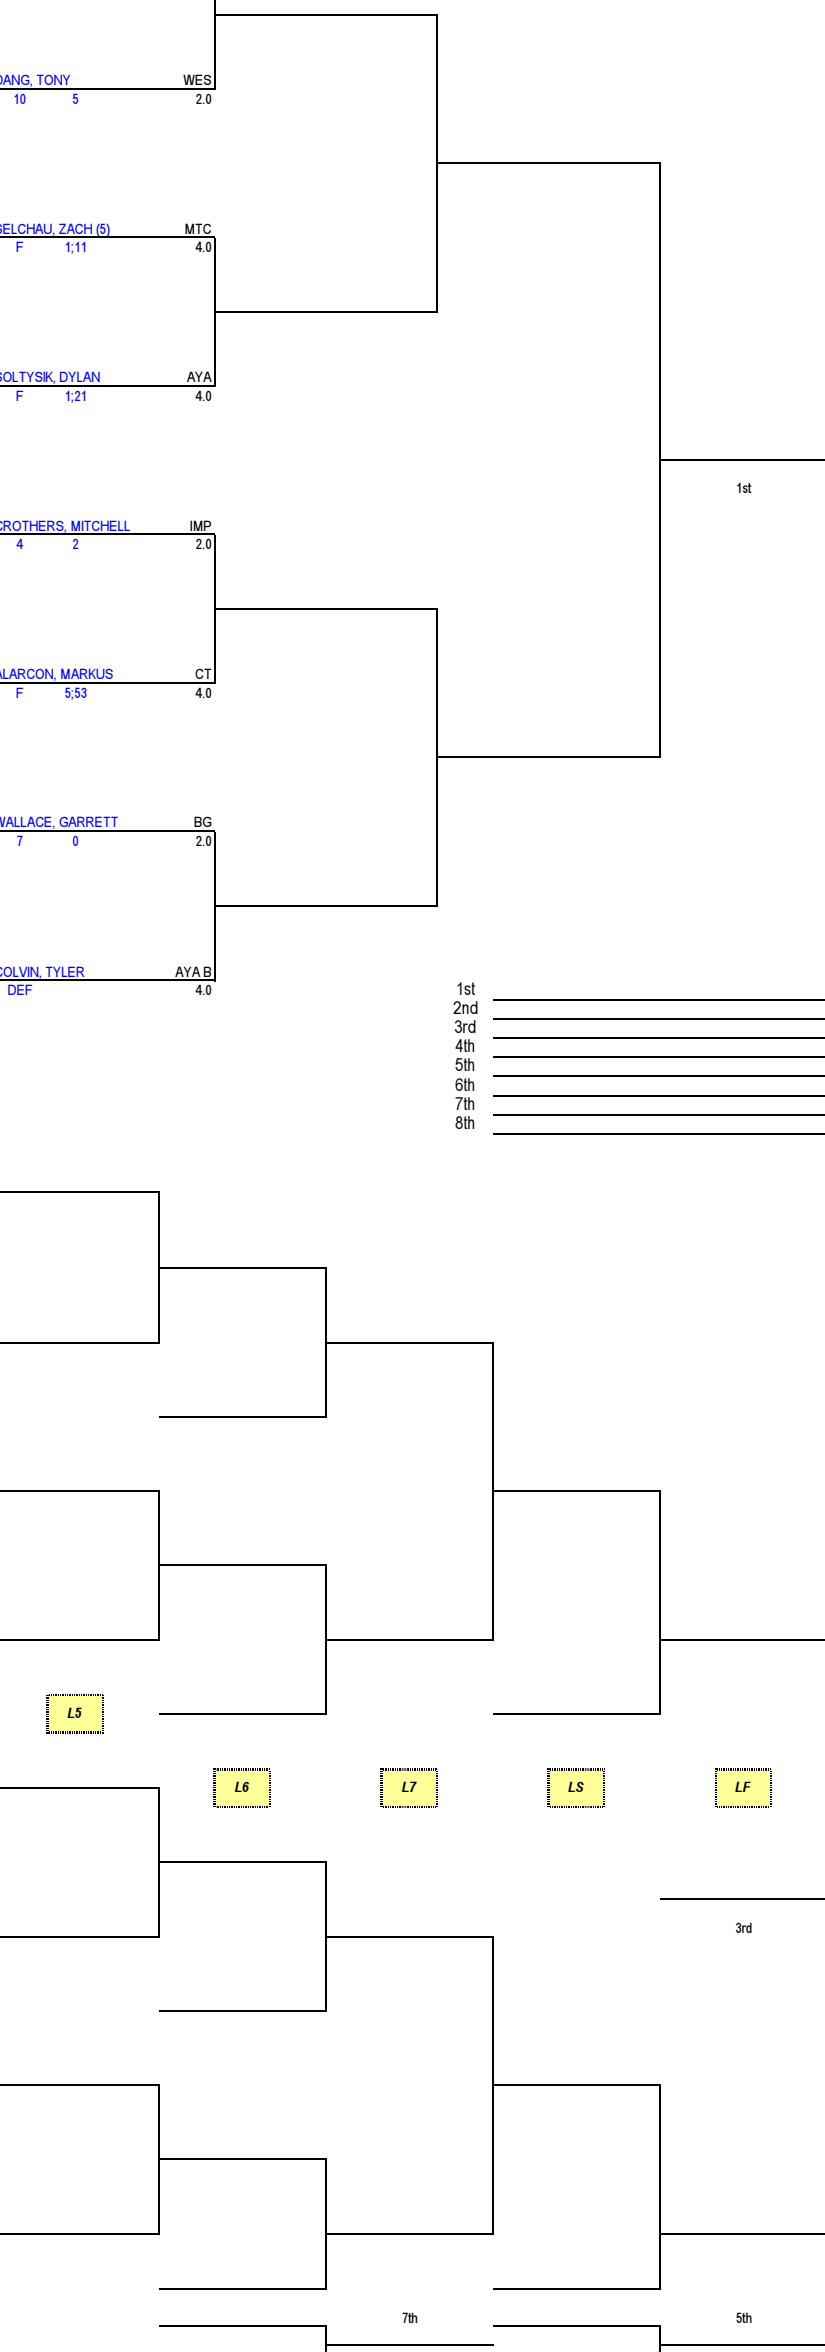 DANG, TONY WES
10 5 2.0
SELCHAU, ZACH (5) MTC
F 1;11 4.0
SOLTYSIK, DYLAN AYA
F 1;21 4.0
1st
CROTHERS, MITCHELL IMP
4 2 2.0
ALARCON, MARKUS CT
F 5;53 4.0
WALLACE, GARRETT BG
7 0 2.0
COLVIN, TYLER AYA B
DEF 4.0
1st
2nd
3rd
4th
5th
6th
7th
8th
L5
L6 L7 LS LF
3rd
7th 5th